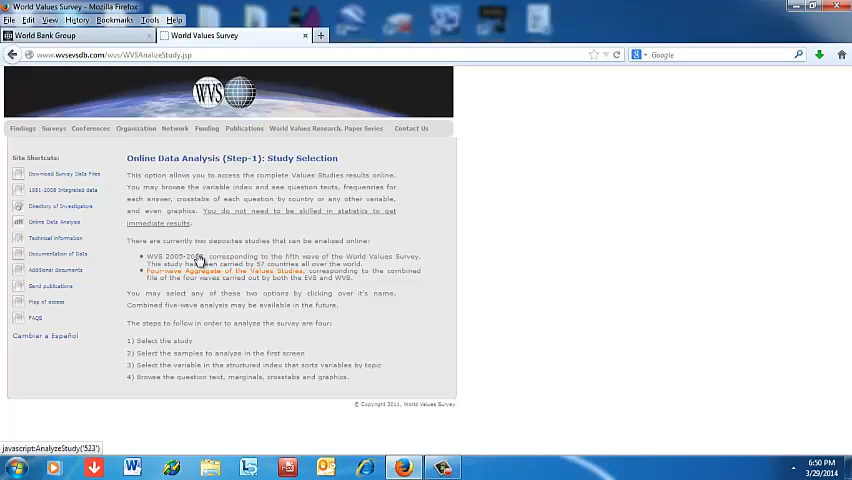 World Values Survey - Mozilla Firefox
File Edit View History Bookmarks Tools Help
World Bank Group × World Values Survey × +
www.wvsevsdb.com/wvs/WVSAnalizeStudy.jsp
Google
WVS
Findings Surveys Conferences Organization Network Funding Publications World Values Research, Paper Series Contact Us
Site Shortcuts:
Download Survey Data Files
1981-2008 Integrated data
Directory of Investigators
dB Online Data Analysis
Technical information
Documentation of Data
Additional documents
Send publications
Map of access
FAQS
Cambiar a Español
Online Data Analysis (Step-1): Study Selection
This option allows you to access the complete Values Studies results online.
You may browse the variable index and see question texts, frequencies for
each answer, crosstabs of each question by country or any other variable,
and even graphics. You do not need to be skilled in statistics to get
immediate results.
There are currently two deposites studies that can be analized online:
WVS 2005-2008, corresponding to the fifth wave of the World Values Survey.
This study has been carried by 57 countries all over the world.
Four-wave Aggregate of the Values Studies, corresponding to the combined
file of the four waves carried out by both the EVS and WVS.
You may select any of these two options by clicking over it's name.
Combined five-wave analysis may be available in the future.
The steps to follow in order to analyze the survey are four:
1) Select the study
2) Select the samples to analyze in the first screen
3) Select the variable in the structured index that sorts variables by topic
4) Browse the question text, marginals, crosstabs and graphics.
© Copyright 2011, World Values Survey
javascript:AnalyzeStudy('523')
6:50 PM
3/29/2014